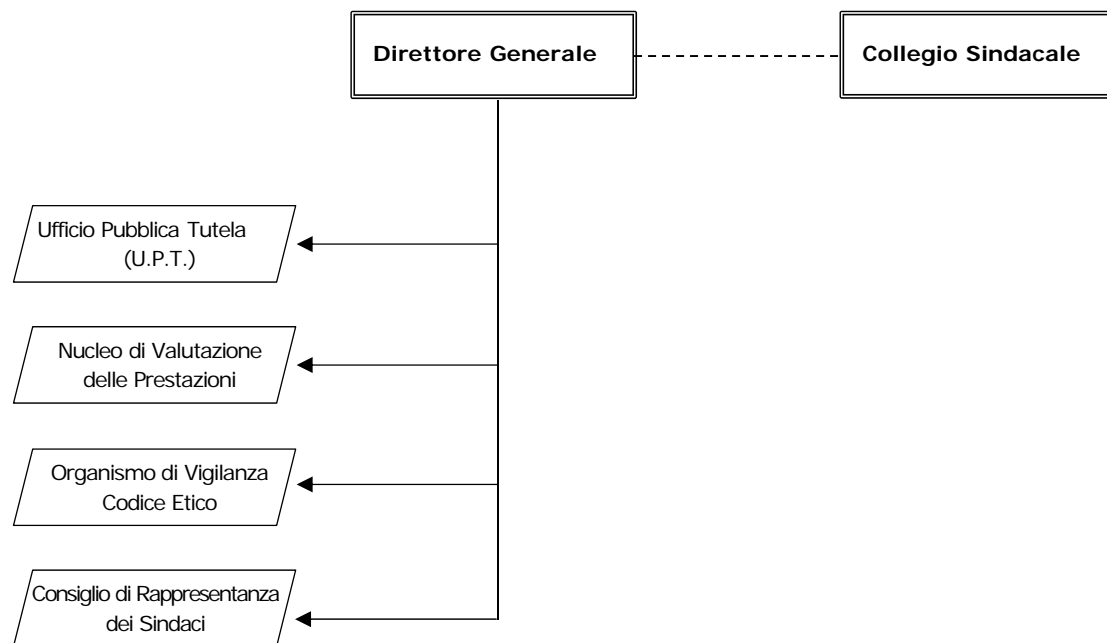 Direttore Generale
Collegio Sindacale
Ufficio Pubblica Tutela
(U.P.T.)
Nucleo di Valutazione
delle Prestazioni
Organismo di Vigilanza
Codice Etico
Consiglio di Rappresentanza
dei Sindaci